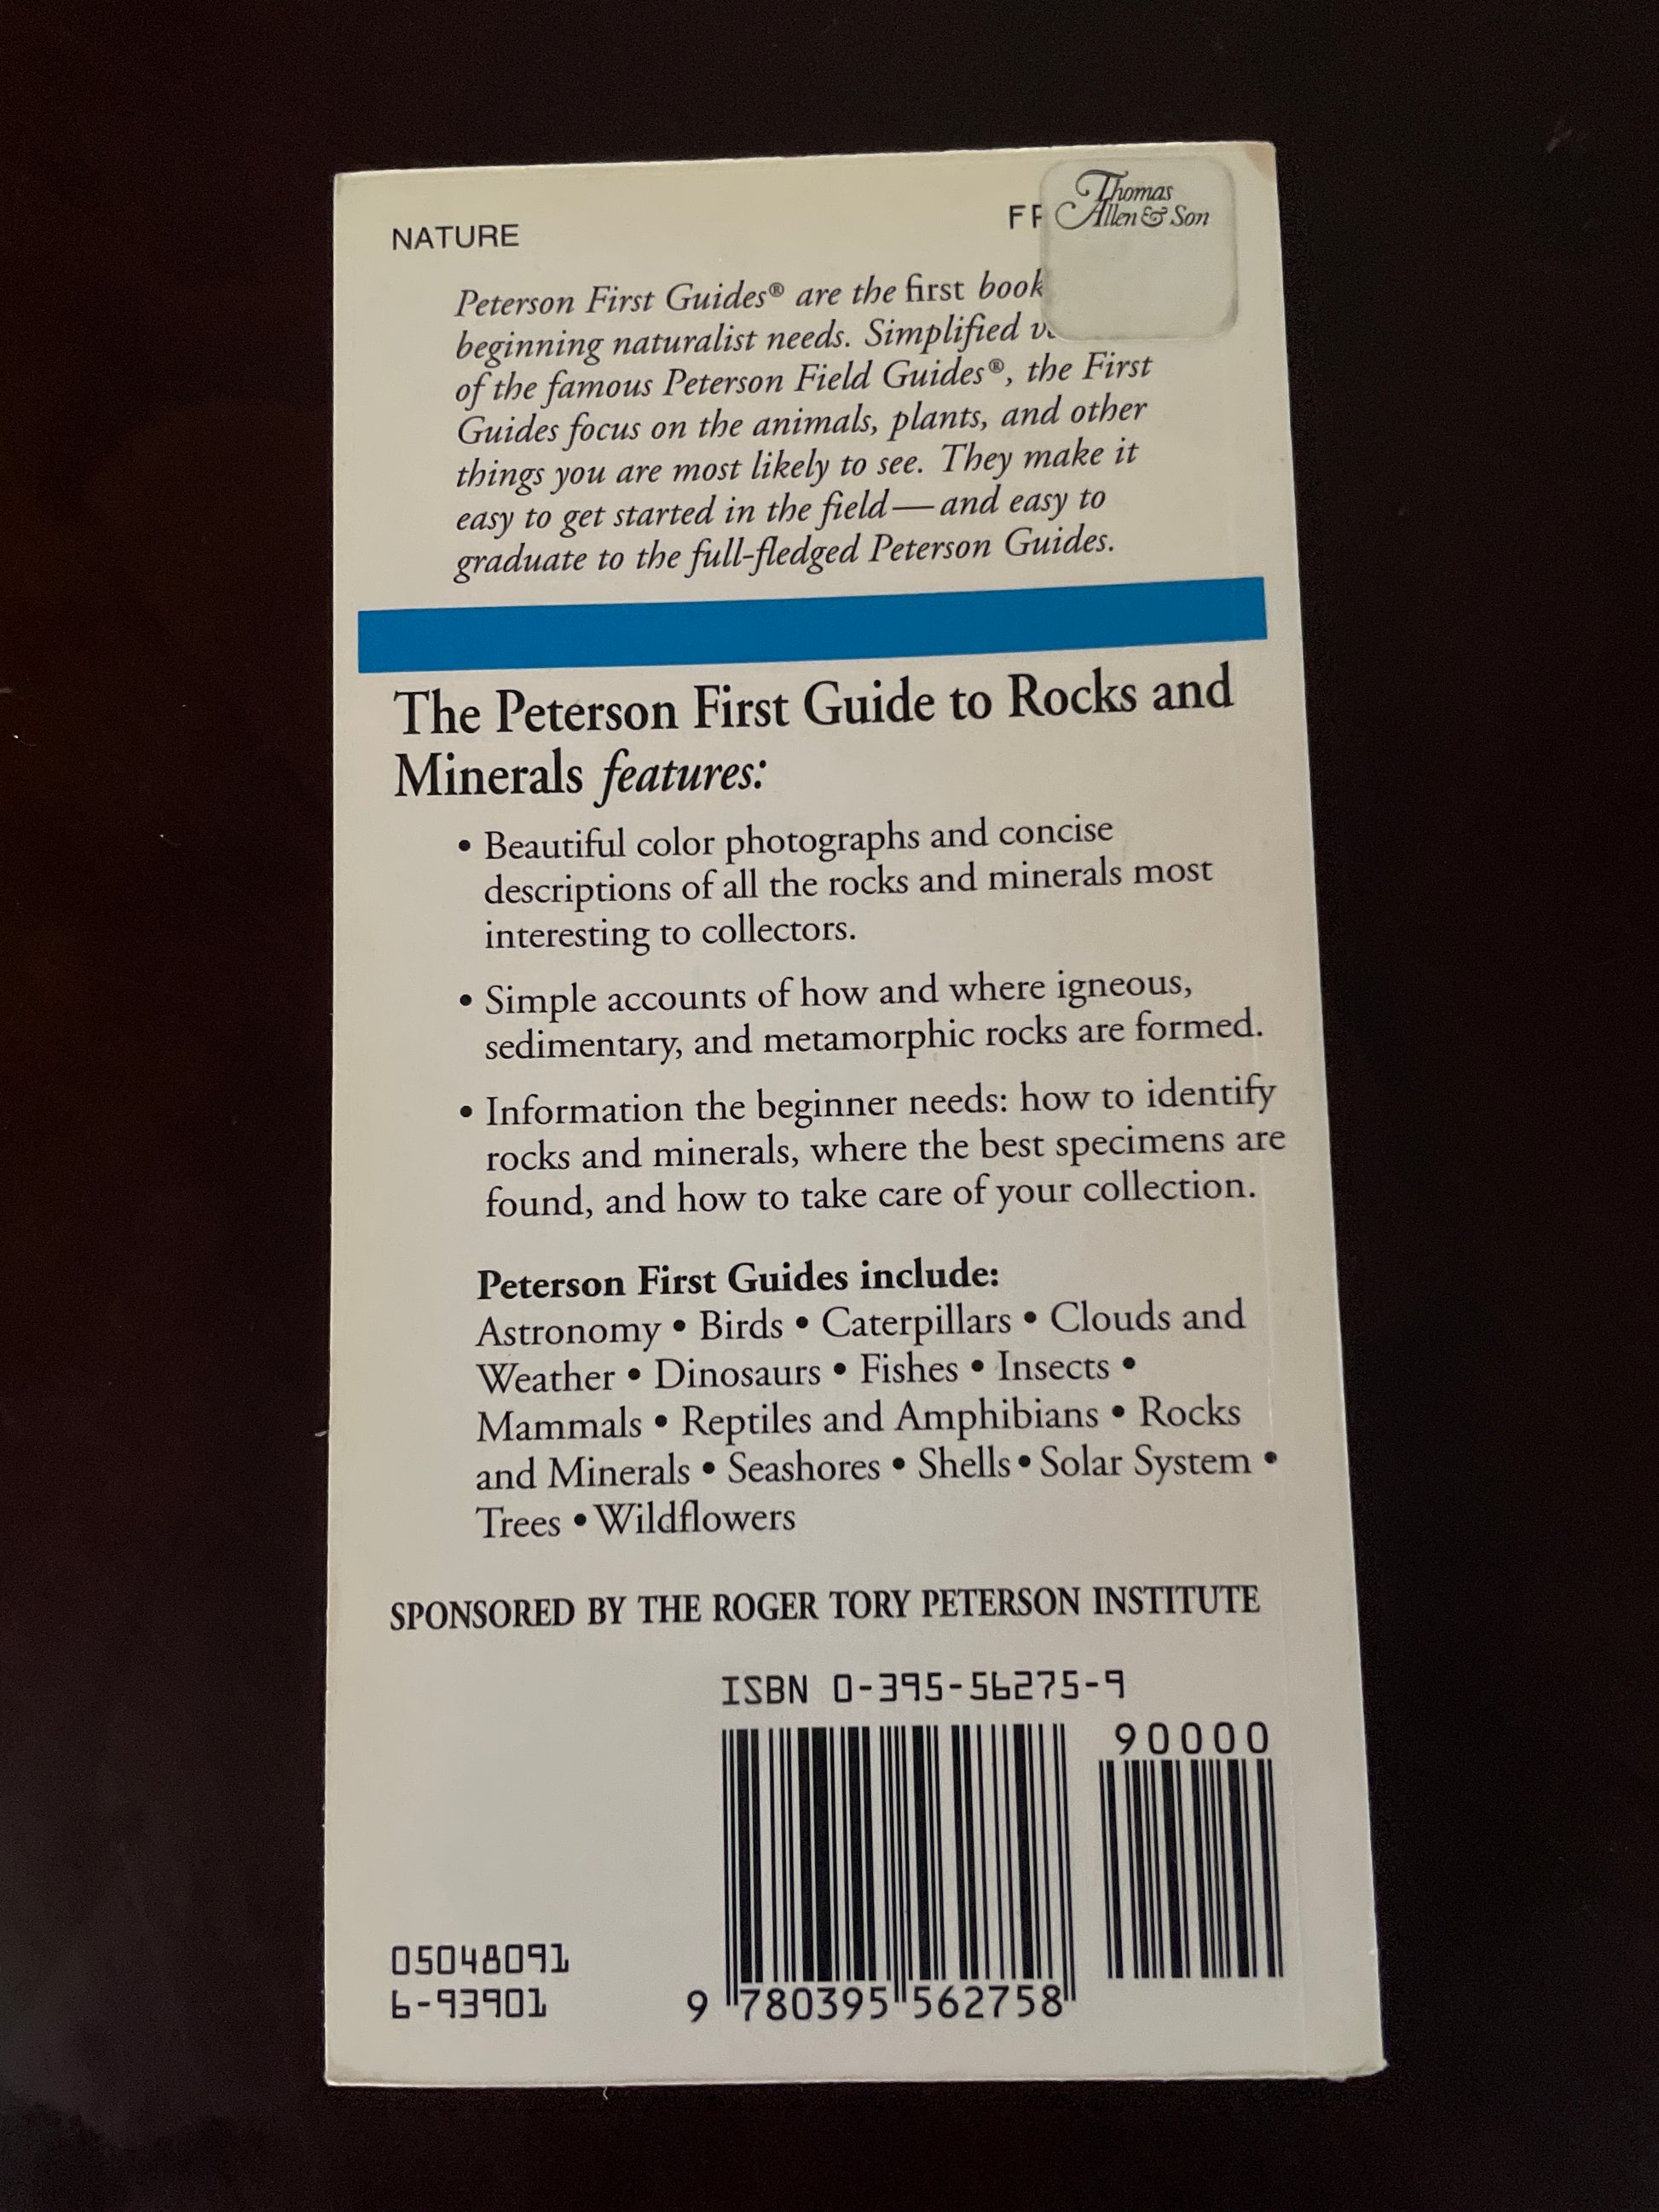 NATURE
Thomas
Allen & Son
Peterson First Guides® are the first book
beginning naturalist needs. Simplified
of the famous Peterson Field Guides®, the First
Guides focus on the animals, plants, and other
things you are most likely to see. They make it
easy to get started in the field—and easy to
graduate to the full-fledged Peterson Guides.
The Peterson First Guide to Rocks and
Minerals features:
• Beautiful color photographs and concise
descriptions of all the rocks and minerals most
interesting to collectors.
• Simple accounts of how and where igneous,
sedimentary, and metamorphic rocks are formed.
• Information the beginner needs: how to identify
rocks and minerals, where the best specimens are
found, and how to take care of your collection.
Peterson First Guides include:
Astronomy • Birds • Caterpillars • Clouds and
Weather • Dinosaurs • Fishes • Insects •
Mammals • Reptiles and Amphibians • Rocks
and Minerals • Seashores • Shells • Solar System •
Trees • Wildflowers
SPONSORED BY THE ROGER TORY PETERSON INSTITUTE
ISBN 0-395-56275-9
90000
05048091
6-93901
9 780395 562758